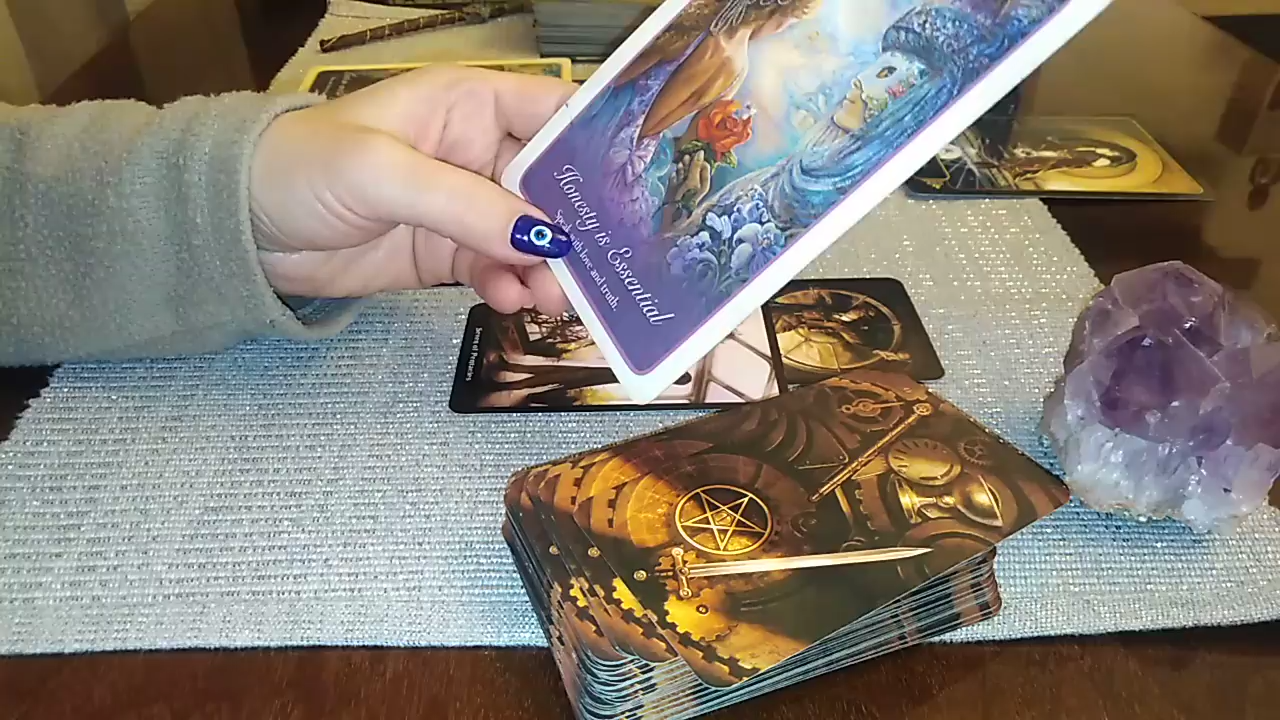 Honesty is Essential
Speak with love and truth.
Seven of Pentacles